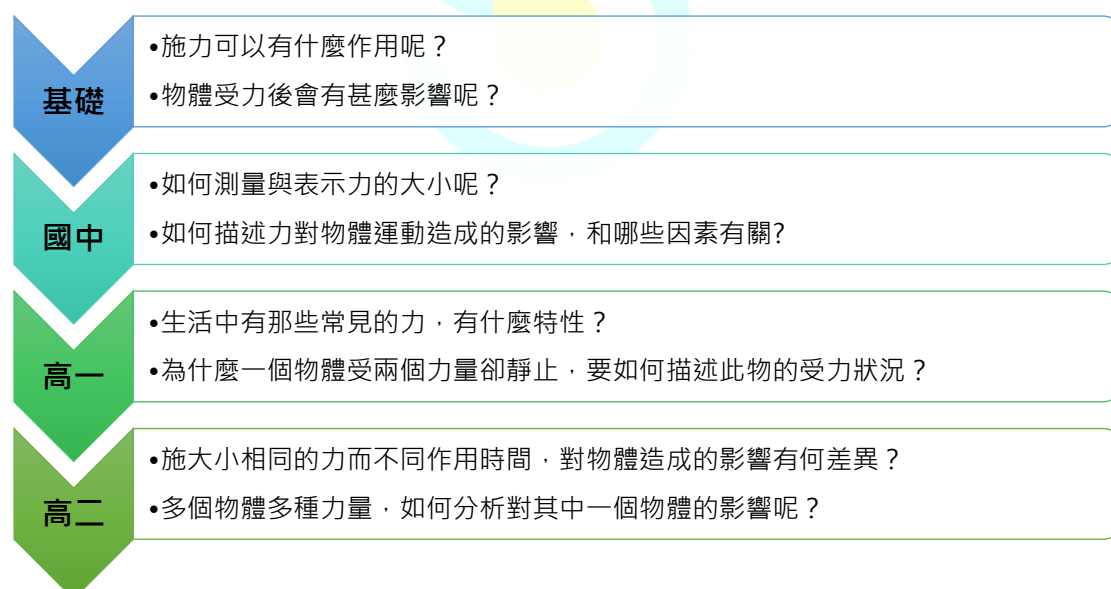 基礎
•施力可以有什麼作用呢？
•物體受力後會有甚麼影響呢？
國中
•如何測量與表示力的大小呢？
•如何描述力對物體運動造成的影響，和哪些因素有關?
高一
•生活中有那些常見的力，有什麼特性？
•為什麼一個物體受兩個力量卻靜止，要如何描述此物的受力狀況？
高二
•施大小相同的力而不同作用時間，對物體造成的影響有何差異？
•多個物體多種力量，如何分析對其中一個物體的影響呢？